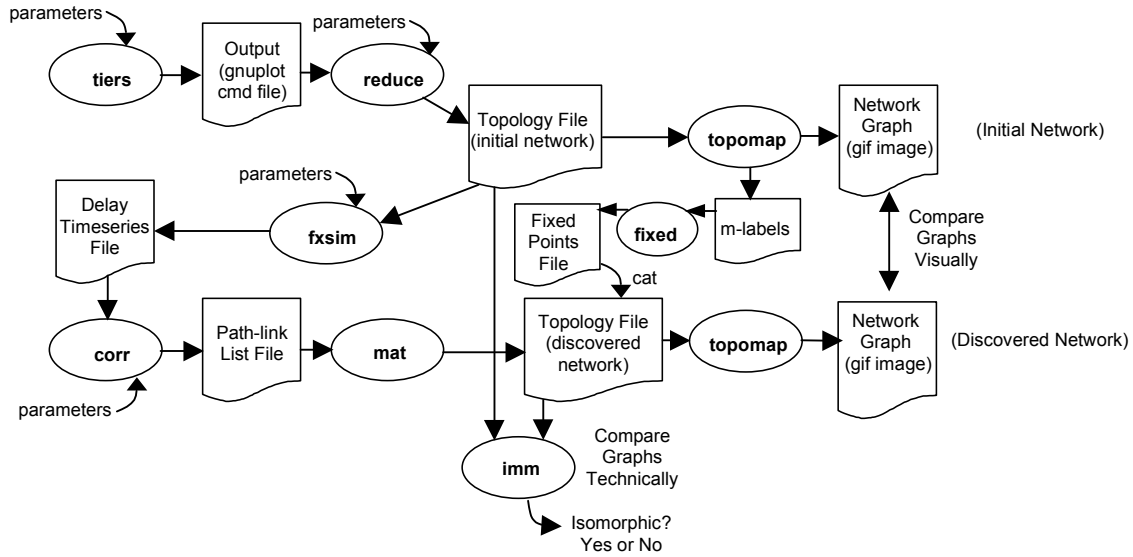 parameters
tiers
Output
(gnuplot
cmd file)
parameters
reduce
Topology File
(initial network)
topomap
Network
Graph
(gif image)
(Initial Network)
Delay
Timeseries
File
parameters
fxsim
Fixed
Points
File
fixed
m-labels
Compare
Graphs
Visually
cat
corr
parameters
Path-link
List File
mat
Topology File
(discovered
network)
topomap
Network
Graph
(gif image)
(Discovered Network)
imm
Compare
Graphs
Technically
Isomorphic?
Yes or No